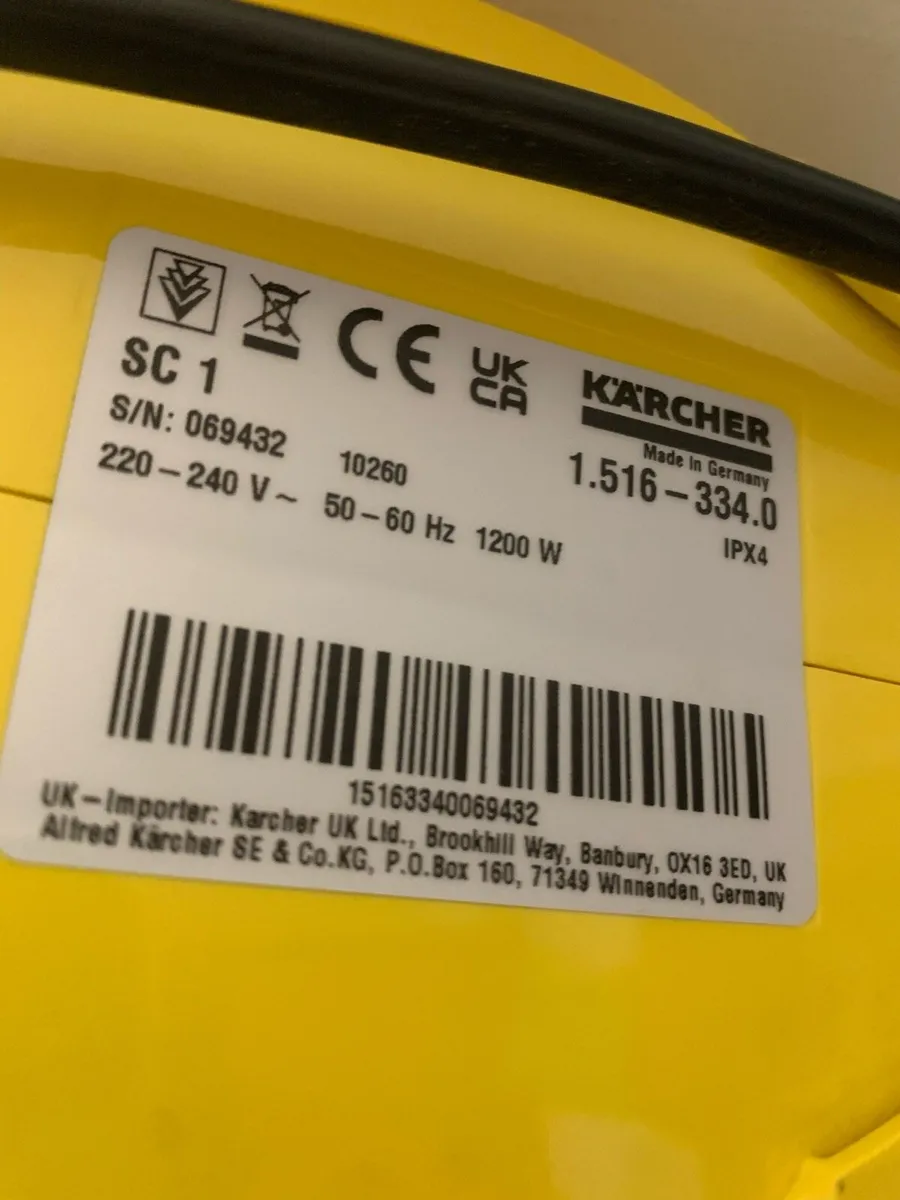 CE UK CA
KÄRCHER
SC 1
Made in Germany
S/N: 069432 10260 1.516-334.0
220-240 V~ 50-60 Hz 1200 W IPX4
15163340069432
UK-Importer: Karcher UK Ltd., Brookhill Way, Banbury, OX16 3ED, UK
Alfred Kärcher SE & Co.KG, P.O.Box 160, 71349 Winnenden, Germany